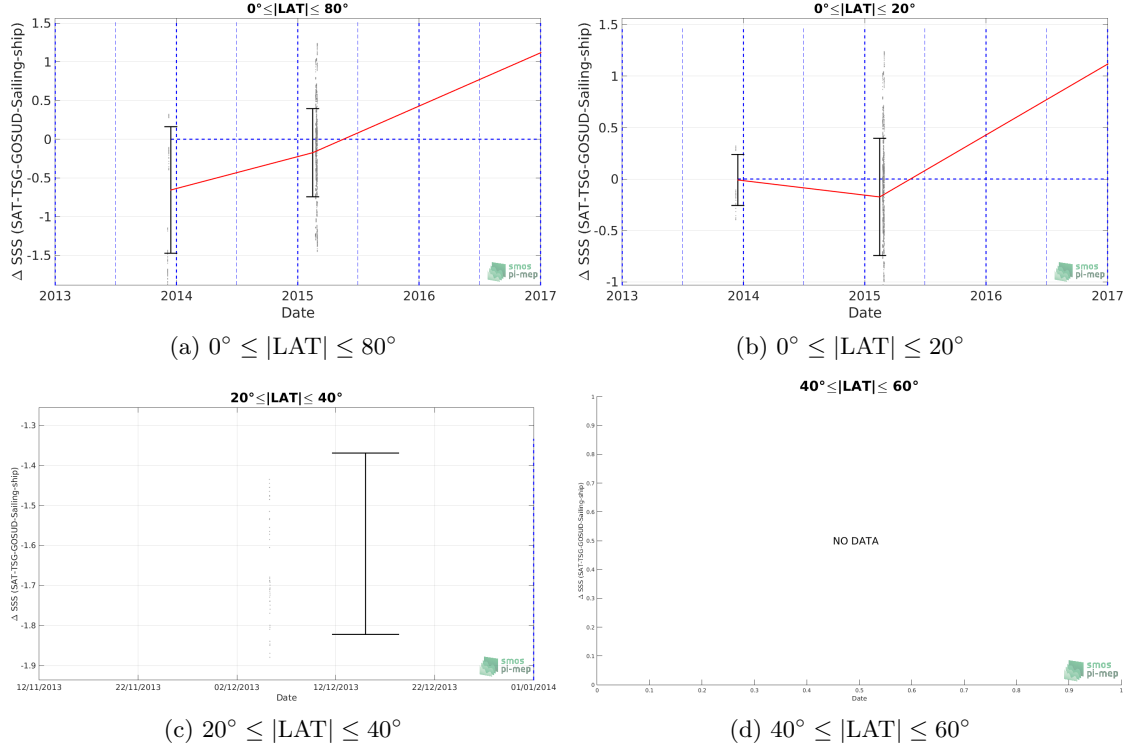 0°≤|LAT|≤ 80°
1.5
1
0.5
0
-0.5
-1
-1.5
Δ SSS (SAT-TSG-GOSUD-Sailing-ship)
2013 2014 2015 2016 2017
Date
smos
pi-mep
(a) 0° ≤ |LAT| ≤ 80°
0°≤|LAT|≤ 20°
1.5
1
0.5
0
-0.5
-1
Δ SSS (SAT-TSG-GOSUD-Sailing-ship)
2013 2014 2015 2016 2017
Date
smos
pi-mep
(b) 0° ≤ |LAT| ≤ 20°
20°≤|LAT|≤ 40°
-1.3
-1.4
-1.5
-1.6
-1.7
-1.8
-1.9
Δ SSS (SAT-TSG-GOSUD-Sailing-ship)
12/11/2013 22/11/2013 02/12/2013 12/12/2013 22/12/2013 01/01/2014
Date
smos
pi-mep
(c) 20° ≤ |LAT| ≤ 40°
40°≤|LAT|≤ 60°
1
0.9
0.8
0.7
0.6
0.5
0.4
0.3
0.2
0.1
0
Δ SSS (SAT-TSG-GOSUD-Sailing-ship)
NO DATA
0 0.1 0.2 0.3 0.4 0.5 0.6 0.7 0.8 0.9 1
Date
smos
pi-mep
(d) 40° ≤ |LAT| ≤ 60°